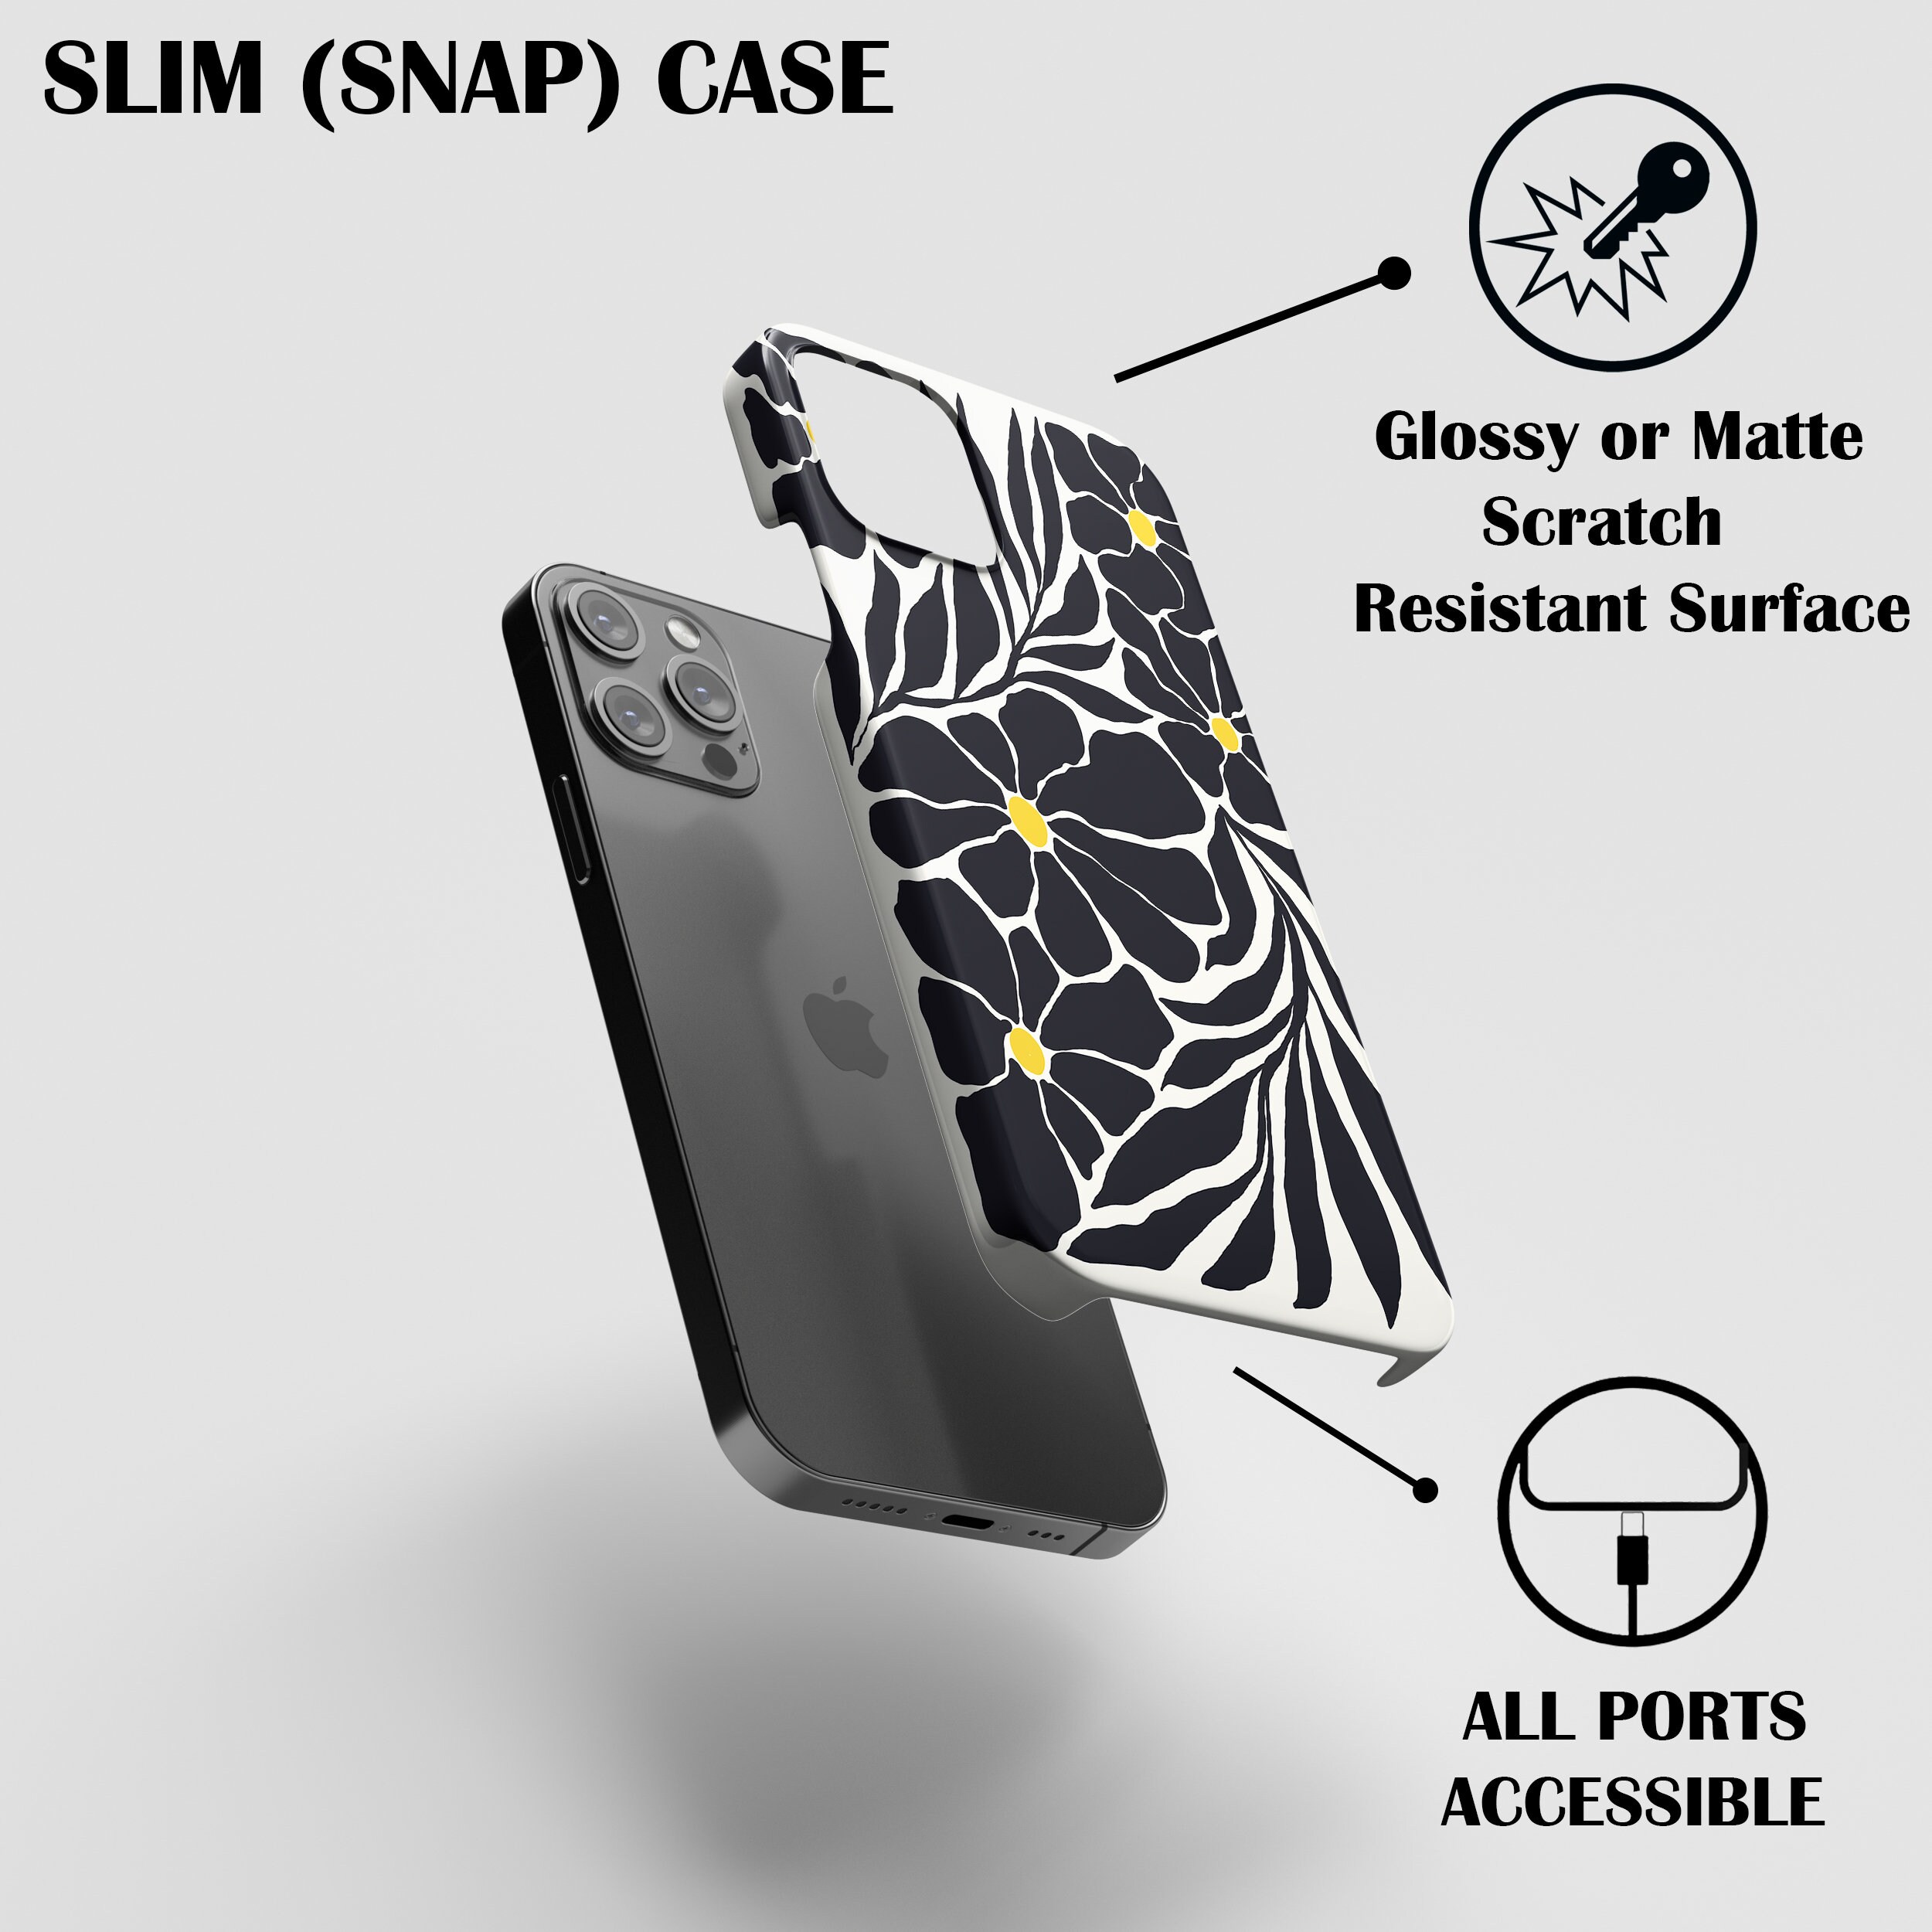 SLIM (SNAP) CASE
Glossy or Matte
Scratch
Resistant Surface
ALL PORTS
ACCESSIBLE